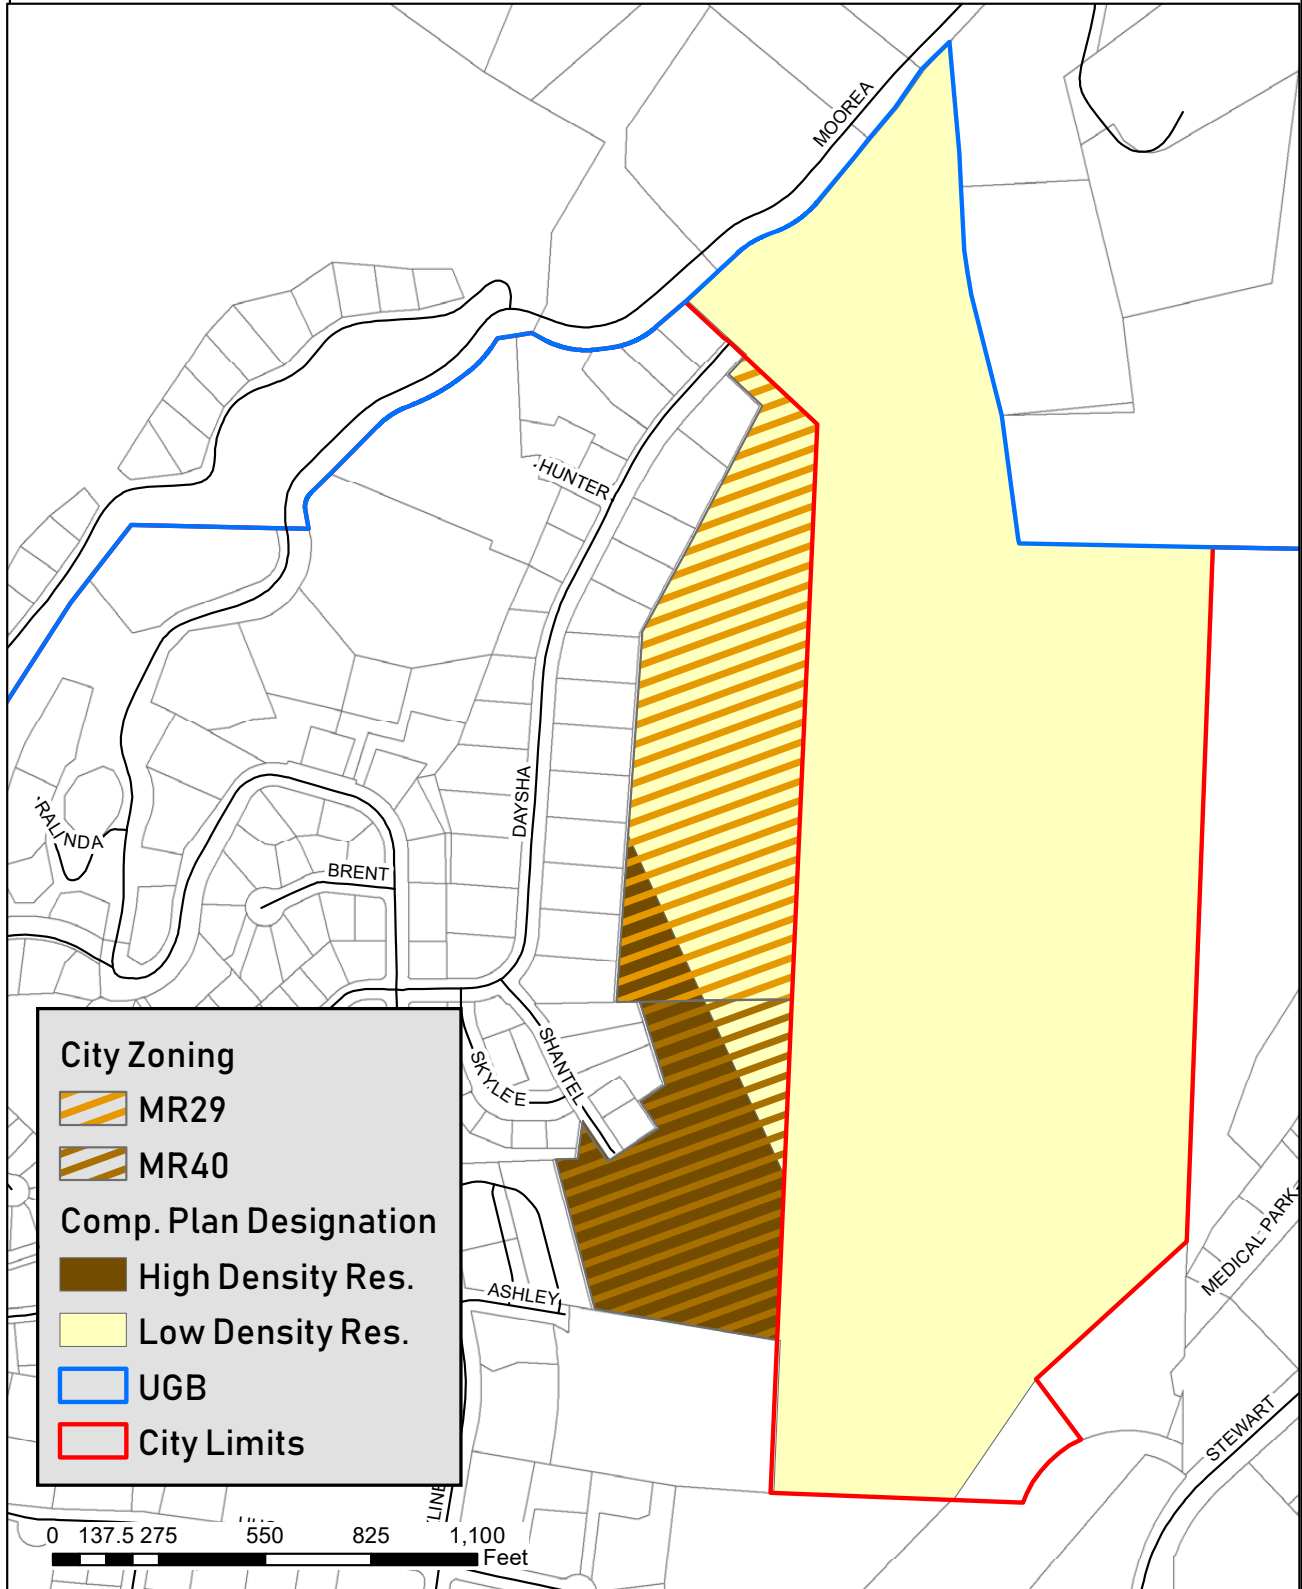 MOOREA
HUNTER
DAYSHA
BRENT
SHANTEL
SKYLEE
ASHLEY
MEDICAL PARK
STEWART
City Zoning
MR29
MR40
Comp. Plan Designation
High Density Res.
Low Density Res.
UGB
City Limits
0 137.5 275 550 825 1,100
Feet